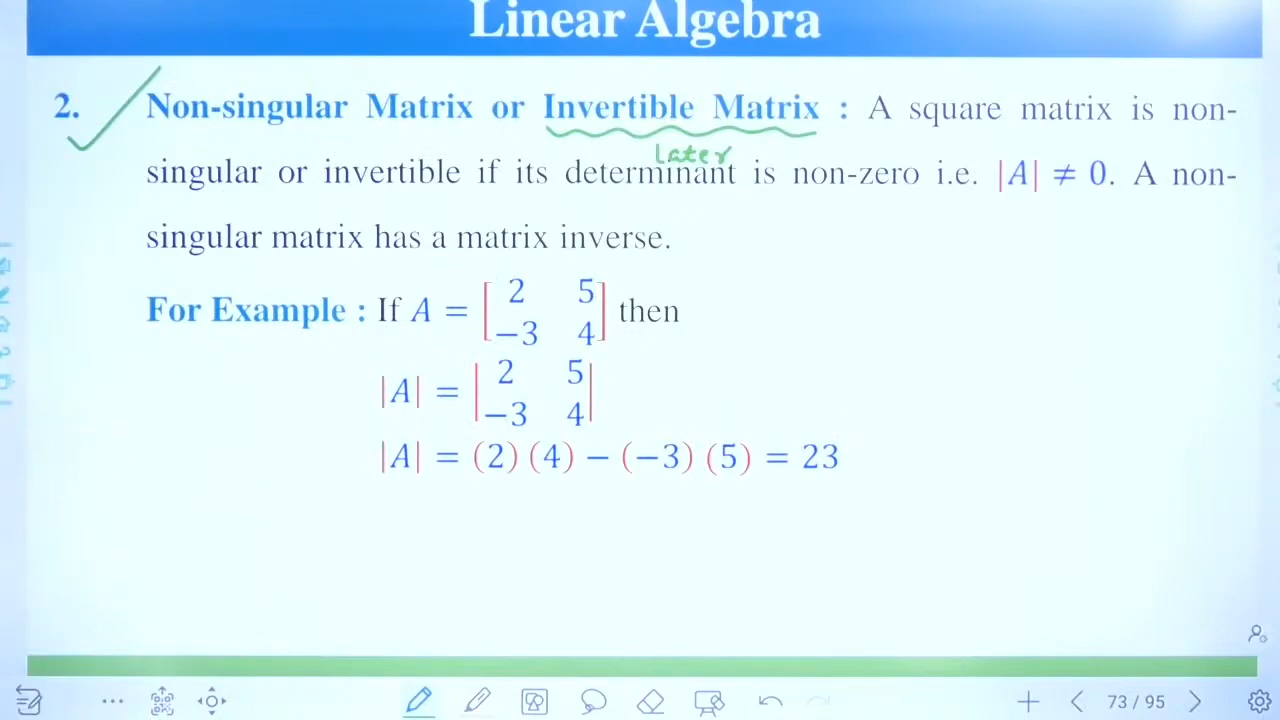 Linear Algebra
2. Non-singular Matrix or Invertible Matrix : A square matrix is non-
later
singular or invertible if its determinant is non-zero i.e. |A| ≠ 0. A non-
singular matrix has a matrix inverse.
For Example : If A = [2 5
−3 4] then
|A| = |2 5
−3 4|
|A| = (2) (4) − (−3) (5) = 23
73 / 95